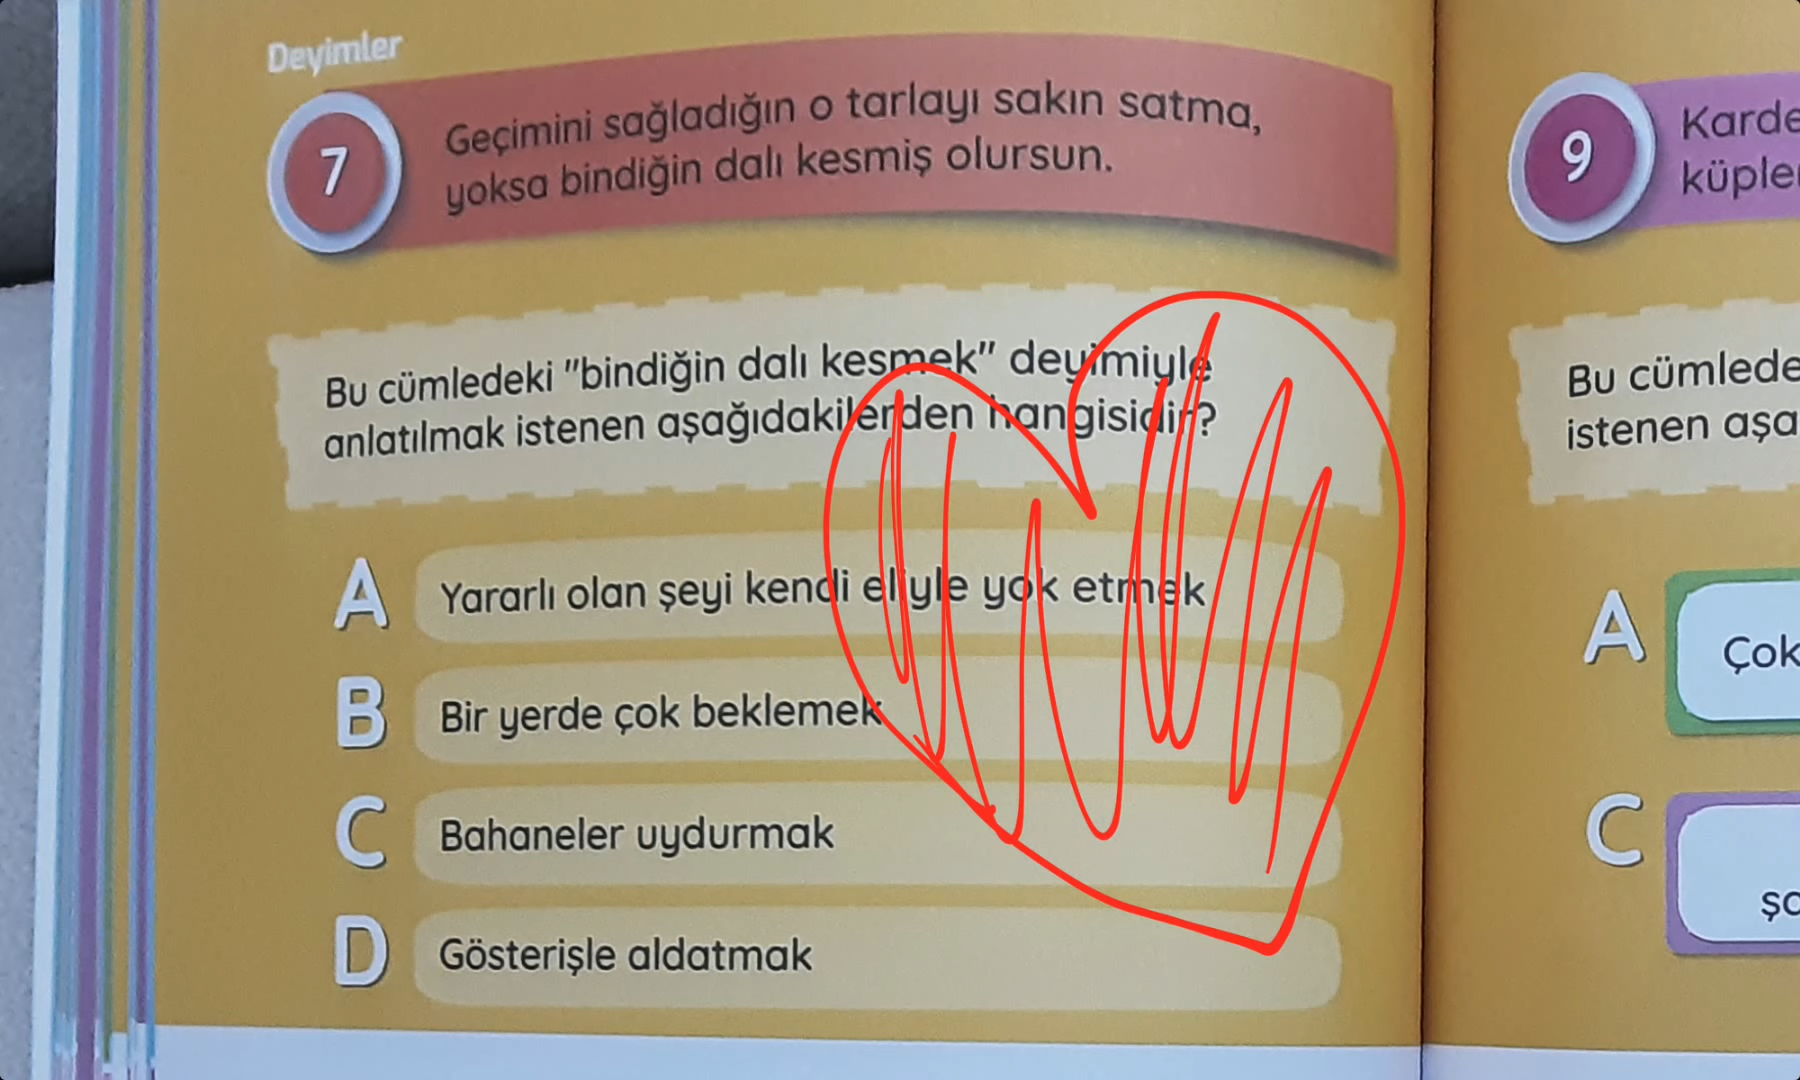 Deyimler
7
Geçimini sağladığın o tarlayı sakın satma,
yoksa bindiğin dalı kesmiş olursun.
Bu cümledeki "bindiğin dalı kesmek" deyimiyle
anlatılmak istenen aşağıdakilerden hangisidir?
A Yararlı olan şeyi kendi eliyle yok etmek
B Bir yerde çok beklemek
C Bahaneler uydurmak
D Gösterişle aldatmak
9
Bu
istenen
A Çok
C